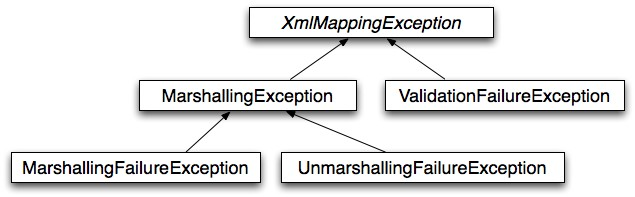 XmlMappingException
MarshallingException
ValidationFailureException
MarshallingFailureException
UnmarshallingFailureException